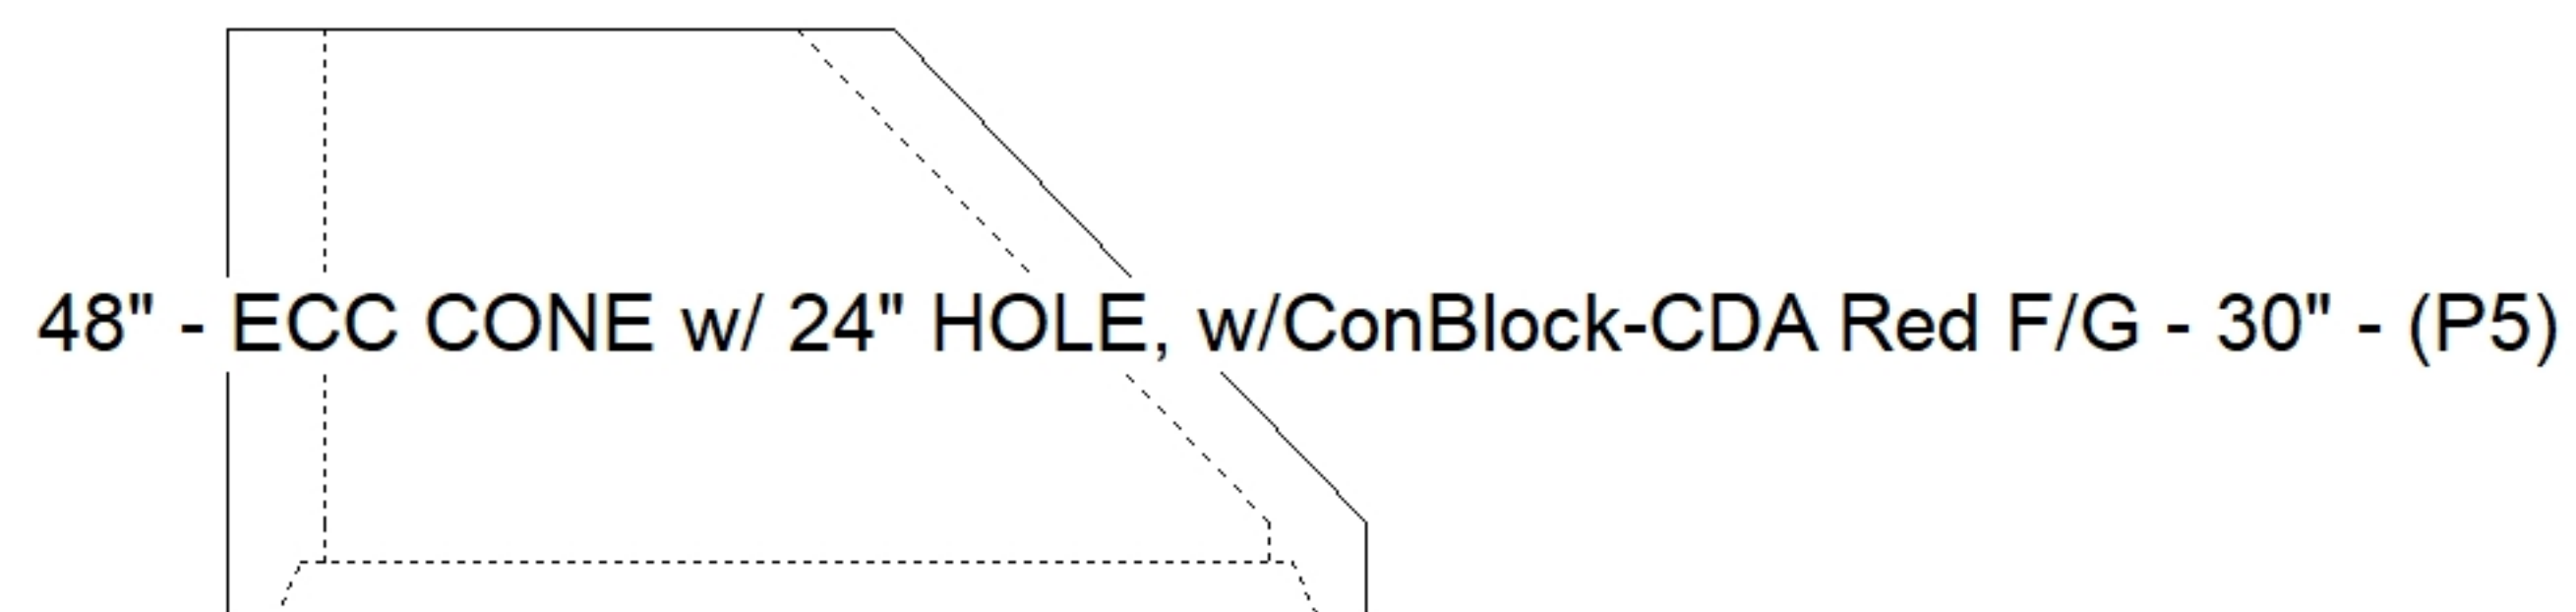 48" - ECC CONE w/ 24" HOLE, w/ConBlock-CDA Red F/G - 30" - (P5)